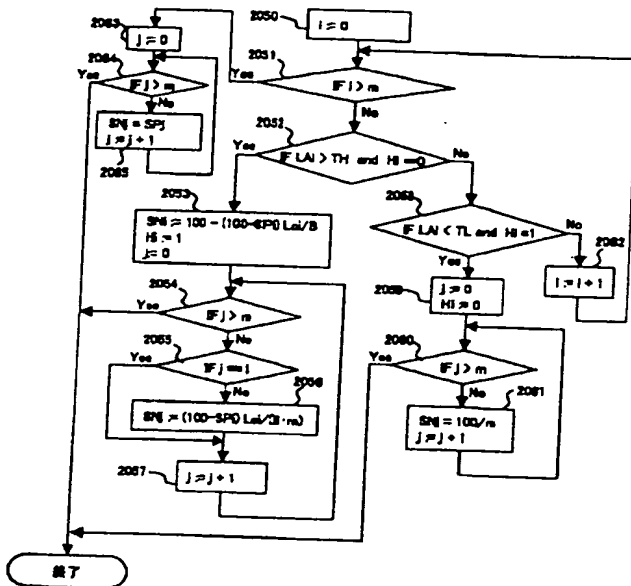 2050
i := 0
2051
Yes
IF j > m
No
2052
Yes
IF LAi > TH and Hi = 0
No
2053
SNi := 100 - (100-SPi) Lai/B
Hi := 1
j := 0
2054
Yes
IF j > m
No
2055
Yes
IF j == i
No
2056
SNj := (100-SPi) Lai/(B·m)
2057
j := j + 1
IF LAi < TL and Hi = 1
Yes
No
2062
i := i + 1
j := 0
Hi := 0
2060
Yes
IF j > m
No
2061
SNj = 100/m
j := j + 1
2063
j := 0
2064
Yes
IF j > m
No
SNj = SPj
j := j + 1
2065
終了